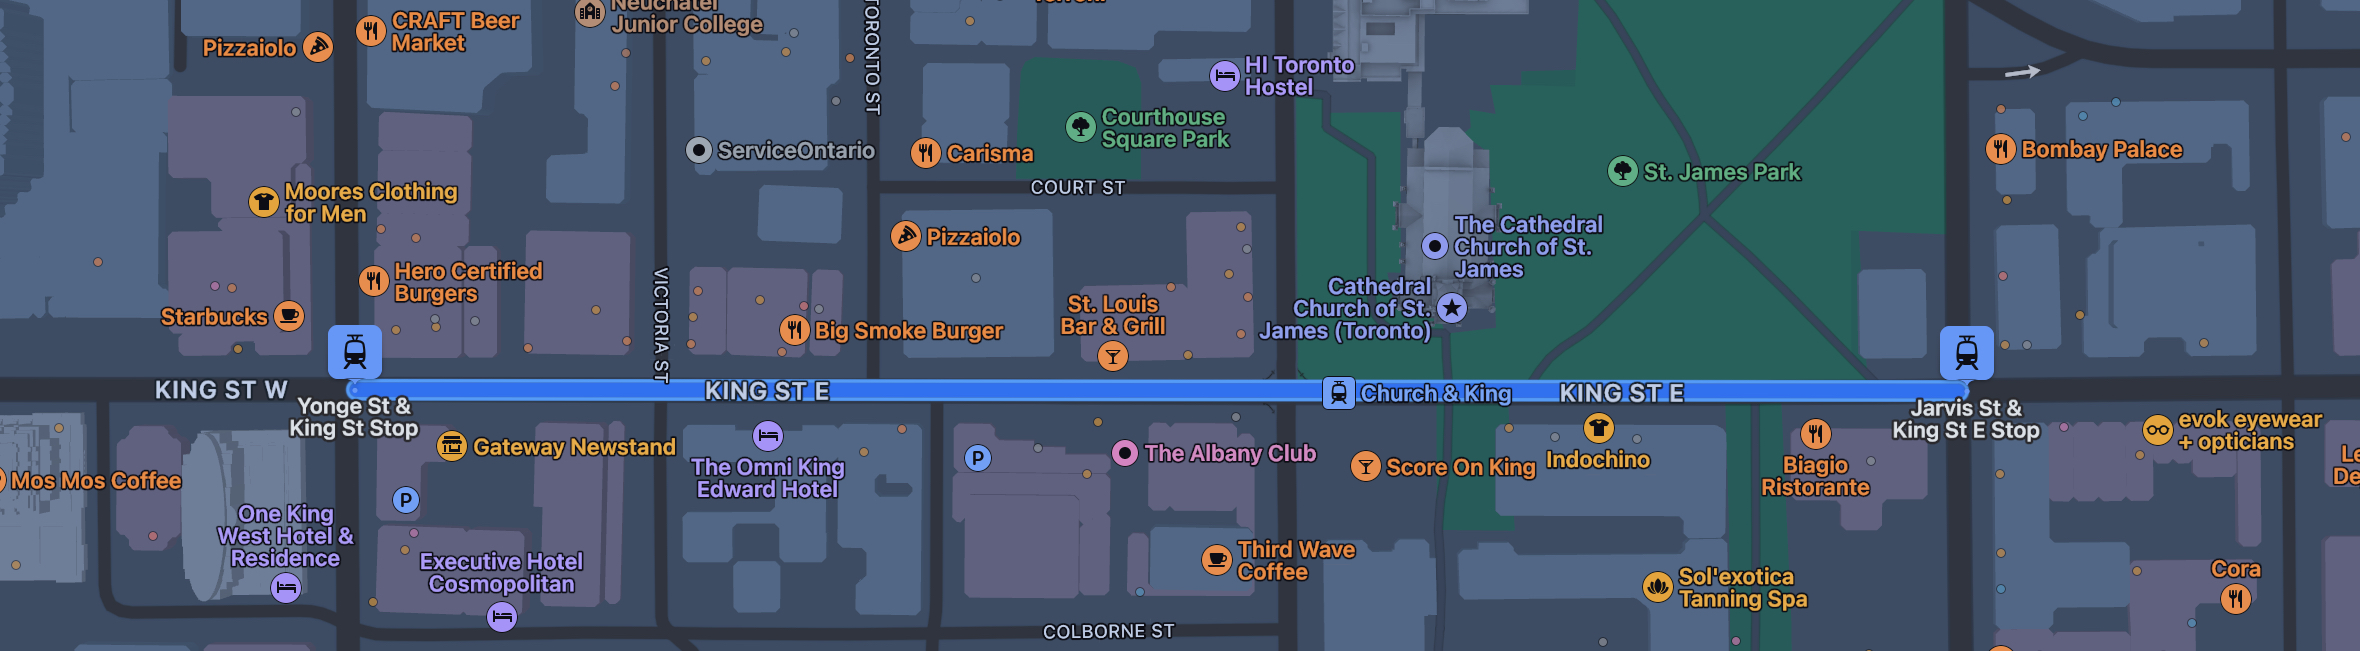 Neuchâtel
Junior College
Terroni
CRAFT Beer
Market
Pizzaiolo
TORONTO ST
HI Toronto
Hostel
Courthouse
Square Park
ServiceOntario
Carisma
Bombay Palace
St. James Park
COURT ST
Moores Clothing
for Men
Pizzaiolo
The Cathedral
Church of St.
James
Hero Certified
Burgers
Cathedral
Church of St.
James (Toronto)
Starbucks
VICTORIA ST
Big Smoke Burger
St. Louis
Bar & Grill
KING ST W
KING ST E
Church & King
KING ST E
Yonge St &
King St Stop
Jarvis St &
King St E Stop
Gateway Newstand
The Omni King
Edward Hotel
P
The Albany Club
Score On King
Indochino
Biagio
Ristorante
evok eyewear
+ opticians
Mos Mos Coffee
P
One King
West Hotel &
Residence
Executive Hotel
Cosmopolitan
Third Wave
Coffee
Sol'exotica
Tanning Spa
Cora
COLBORNE ST